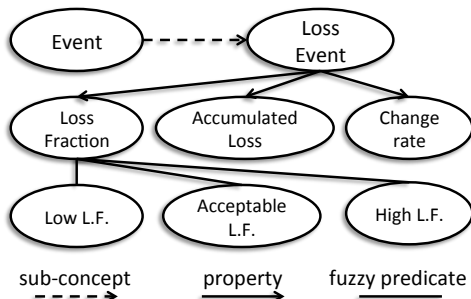 Event
Loss
Event
Loss
Fraction
Accumulated
Loss
Change
rate
Low L.F.
Acceptable
L.F.
High L.F.
sub-concept
property
fuzzy predicate